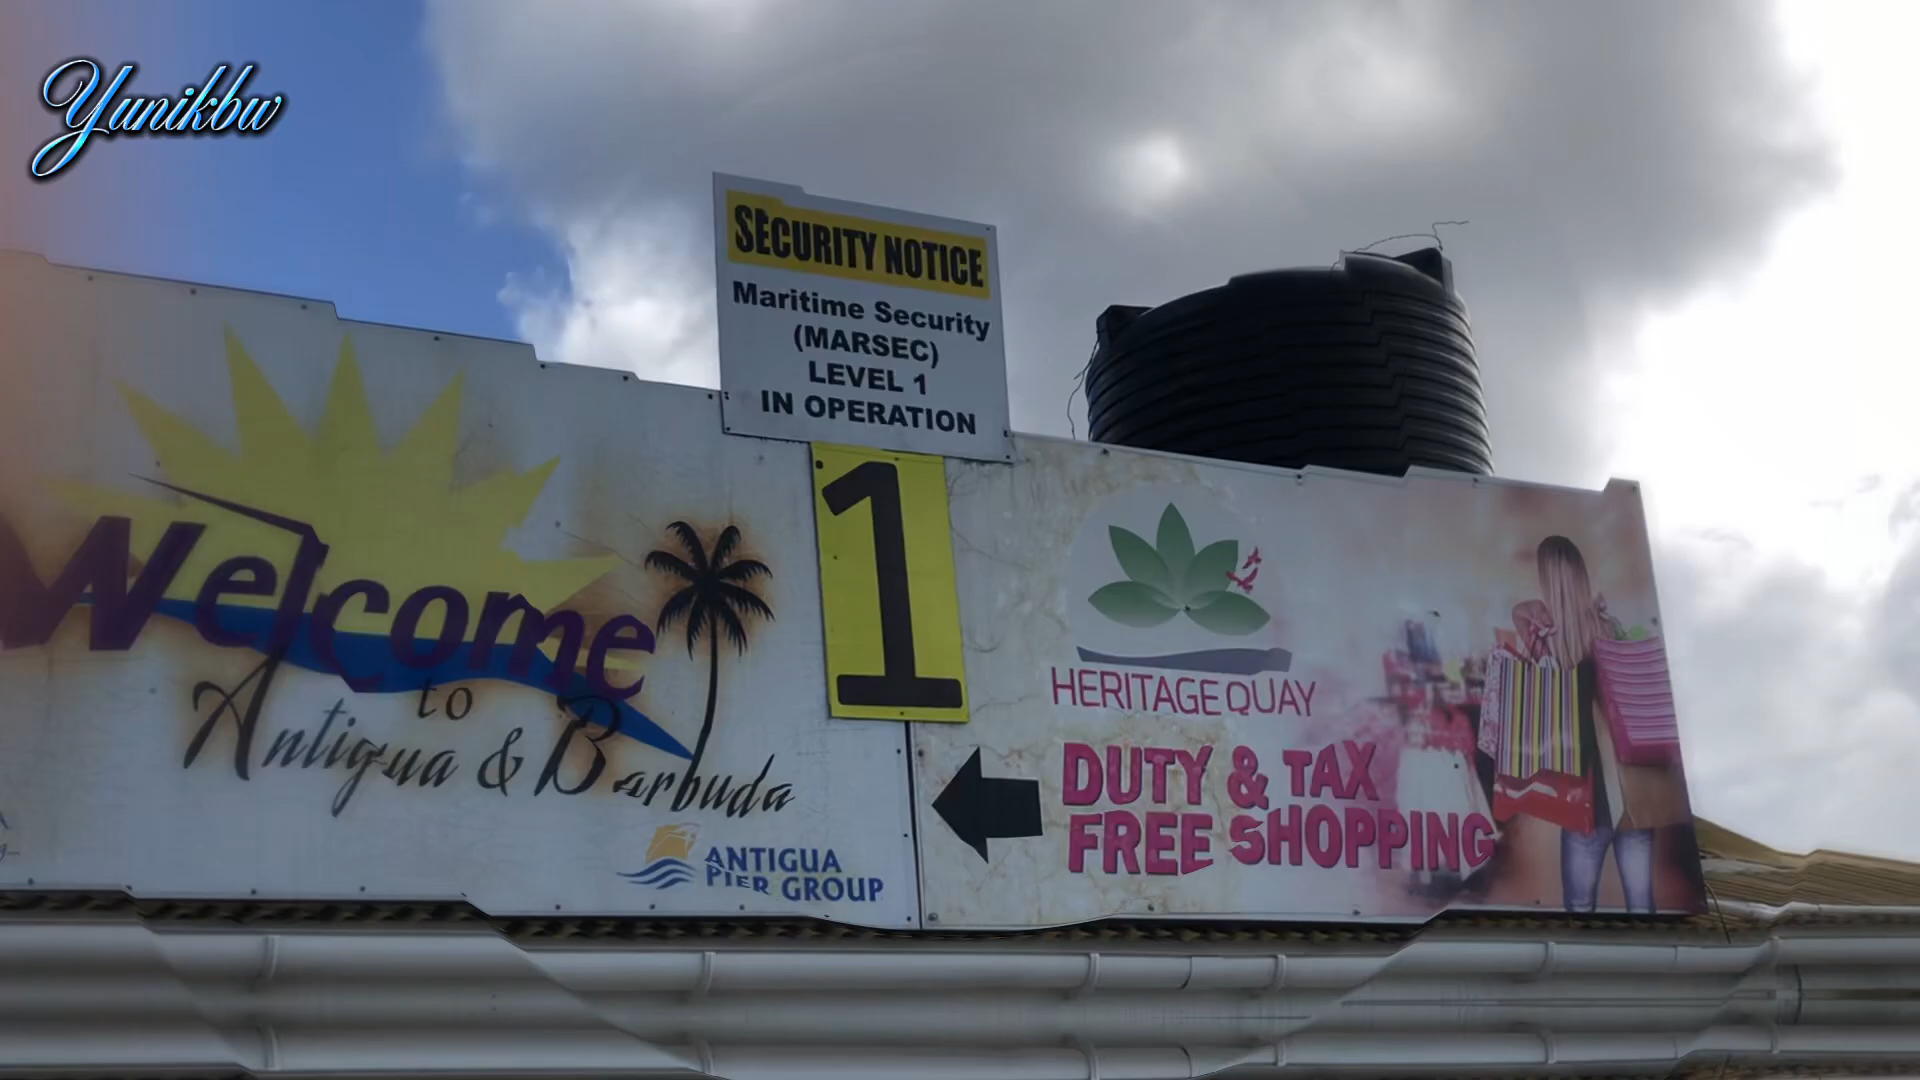 Yunikbw
SECURITY NOTICE
Maritime Security
(MARSEC)
LEVEL 1
IN OPERATION
1
Welcome
to
Antigua & Barbuda
ANTIGUA
PIER GROUP
HERITAGE QUAY
DUTY & TAX
FREE SHOPPING